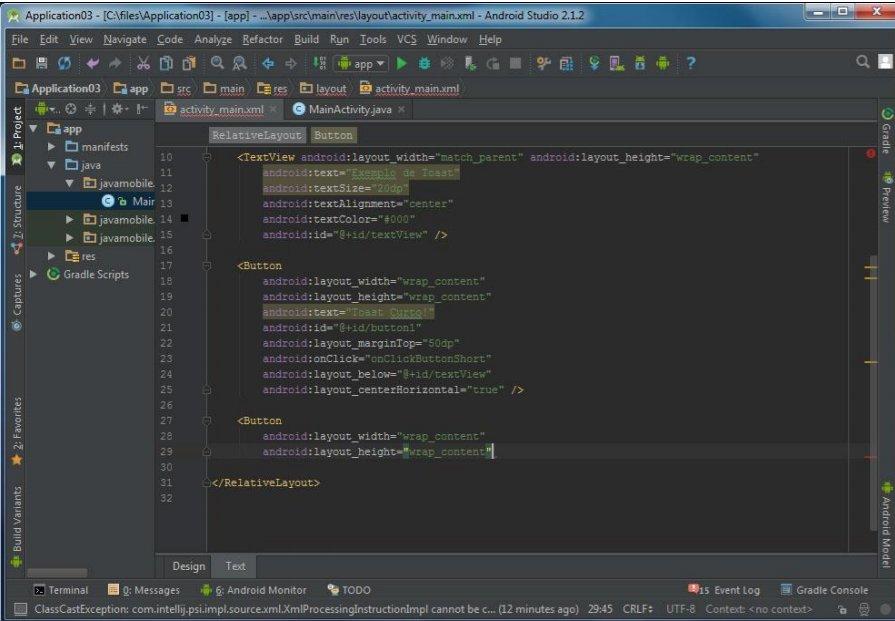 Application03 - [C:\files\Application03] - [app] - ...\app\src\main\res\layout\activity_main.xml - Android Studio 2.1.2
File Edit View Navigate Code Analyze Refactor Build Run Tools VCS Window Help
app
Application03 app src main res layout activity_main.xml
activity_main.xml MainActivity.java
RelativeLayout Button
1: Project
7: Structure
Captures
2: Favorites
Build Variants
app
manifests
java
javamobile.
Mair
javamobile.
javamobile.
res
Gradle Scripts
10 <TextView android:layout_width="match_parent" android:layout_height="wrap_content"
11 android:text="Exemplo de Toast"
12 android:textSize="20dp"
13 android:textAlignment="center"
14 android:textColor="#000"
15 android:id="@+id/textView" />
16
17 <Button
18 android:layout_width="wrap_content"
19 android:layout_height="wrap_content"
20 android:text="Toast Curto!"
21 android:id="@+id/button1"
22 android:layout_marginTop="50dp"
23 android:onClick="onClickButtonShort"
24 android:layout_below="@+id/textView"
25 android:layout_centerHorizontal="true" />
26
27 <Button
28 android:layout_width="wrap_content"
29 android:layout_height="wrap_content"
30
31 </RelativeLayout>
32
Gradle
Preview
Android Model
Design Text
Terminal 0: Messages 6: Android Monitor TODO 15 Event Log Gradle Console
ClassCastException: com.intellij.psi.impl.source.xml.XmlProcessingInstructionImpl cannot be c... (12 minutes ago) 29:45 CRLF UTF-8 Context: <no context>